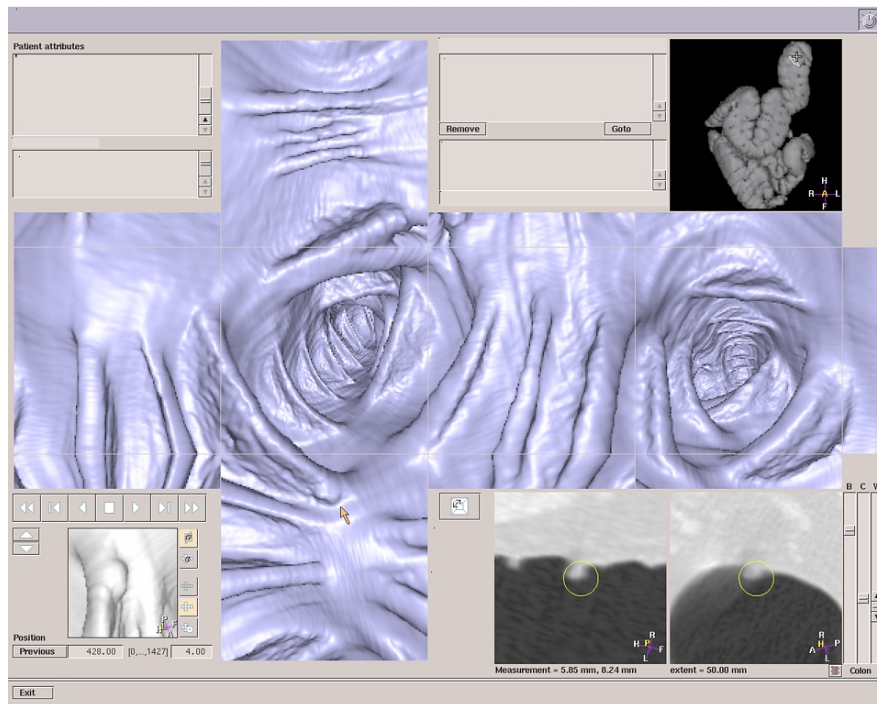 Patient attributes
Remove
Goto
H
R A L
F
B C
P
F
H
A
R
H P F
L
R
H P
A
L
Position
Previous 428.00 [0,...,1427] 4.00
Measurement = 5.85 mm, 8.24 mm
extent = 50.00 mm
Colon
Exit